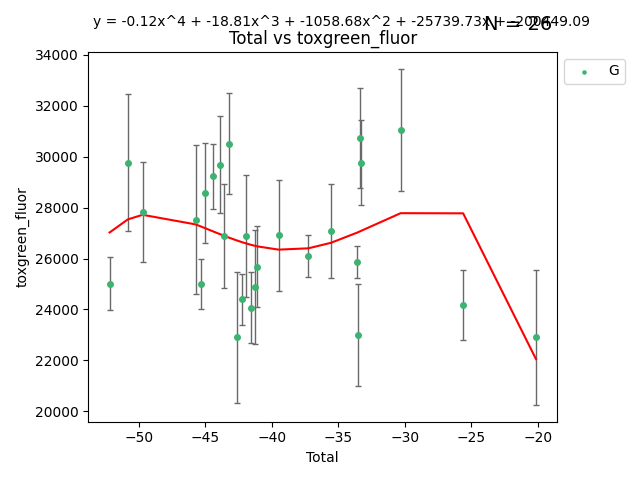 y = -0.12x^4 + -18.81x^3 + -1058.68x^2 + -25739.73x + -200449.09
N = 26
Total vs toxgreen_fluor
G
34000
32000
30000
28000
26000
24000
22000
20000
toxgreen_fluor
−50 −45 −40 −35 −30 −25 −20
Total